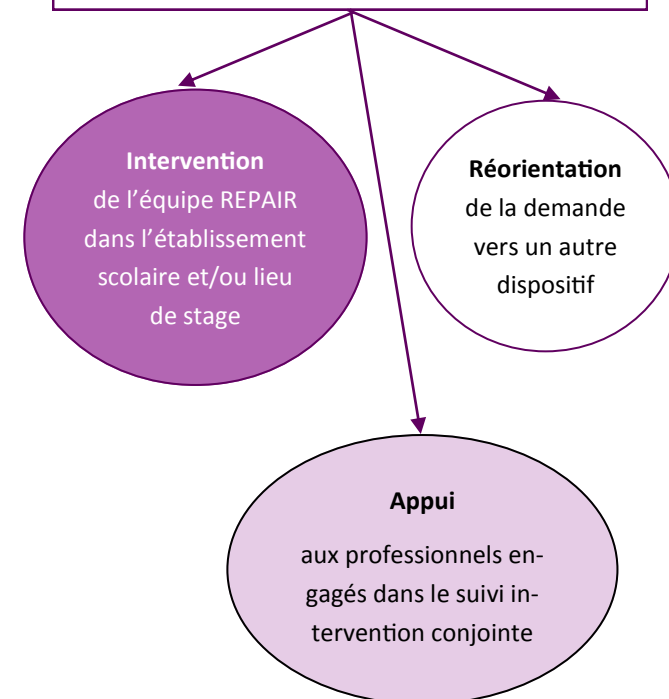 Intervention
de l’équipe REPAIR
dans l’établissement
scolaire et/ou lieu
de stage
Réorientation
de la demande
vers un autre
dispositif
Appui
aux professionnels en-
gagés dans le suivi in-
tervention conjointe